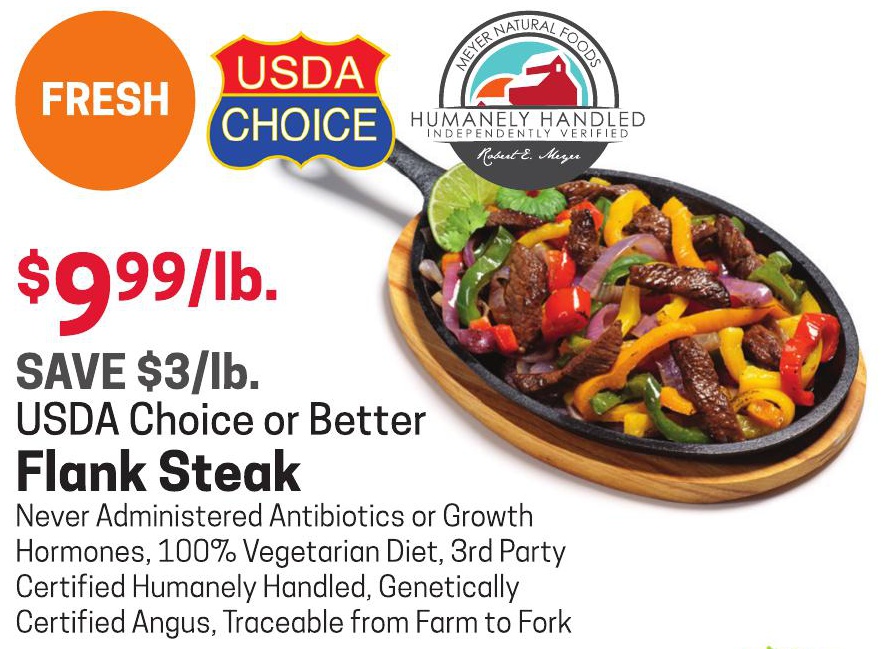 FRESH
USDA
CHOICE
MEYER NATURAL FOODS
HUMANELY HANDLED
INDEPENDENTLY VERIFIED
Robert E. Meyer
$9.99/lb.
SAVE $3/lb.
USDA Choice or Better
Flank Steak
Never Administered Antibiotics or Growth
Hormones, 100% Vegetarian Diet, 3rd Party
Certified Humanely Handled, Genetically
Certified Angus, Traceable from Farm to Fork